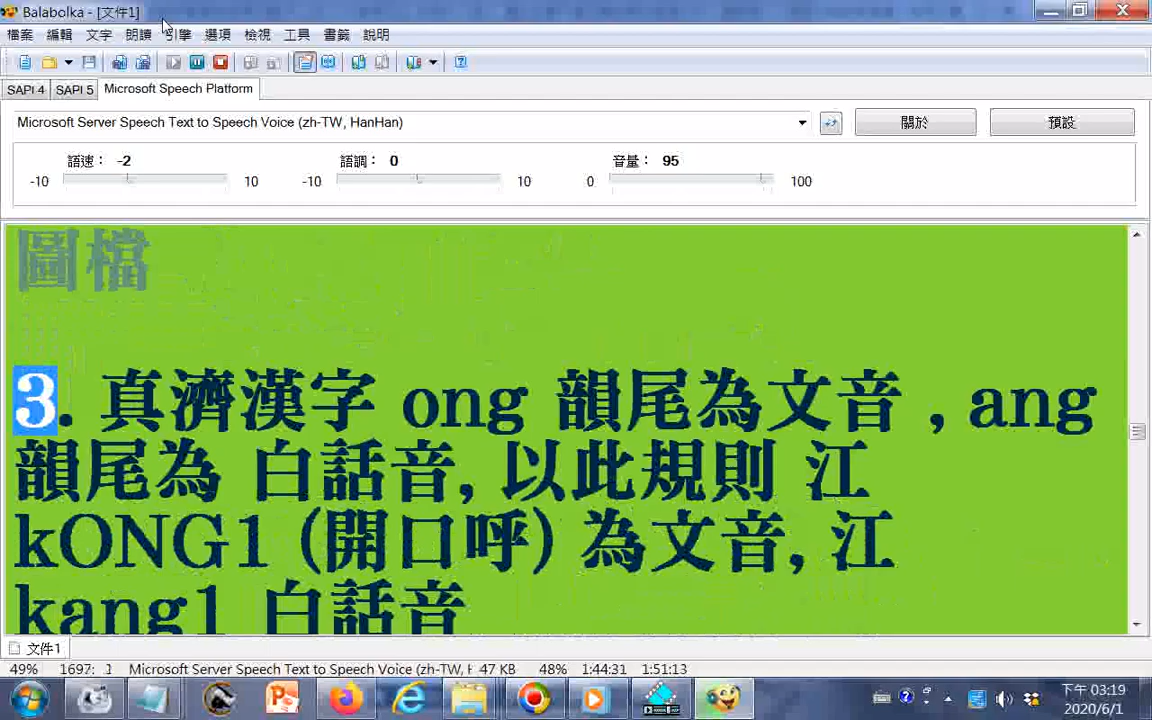 Balabolka - [文件1]
檔案 編輯 文字 朗讀 引擎 選項 檢視 工具 書籤 說明
SAPI 4 SAPI 5 Microsoft Speech Platform
Microsoft Server Speech Text to Speech Voice (zh-TW, HanHan) 關於 預設
語速： -2 語調： 0 音量： 95
-10 10 -10 10 0 100
圖檔
3. 真濟漢字 ong 韻尾為文音 , ang
韻尾為 白話音, 以此規則 江
kONG1 (開口呼) 為文音, 江
kang1 白話音
文件1
49% 1697: 1 Microsoft Server Speech Text to Speech Voice (zh-TW, 47 KB 48% 1:44:31 1:51:13
下午 03:19
2020/6/1